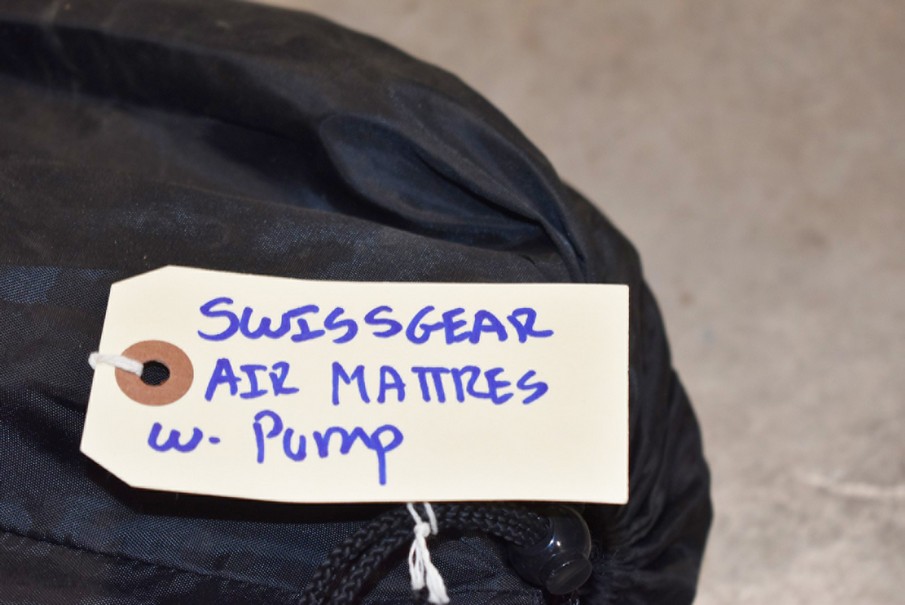 SWISSGEAR
AIR MATTRES
w. Pump